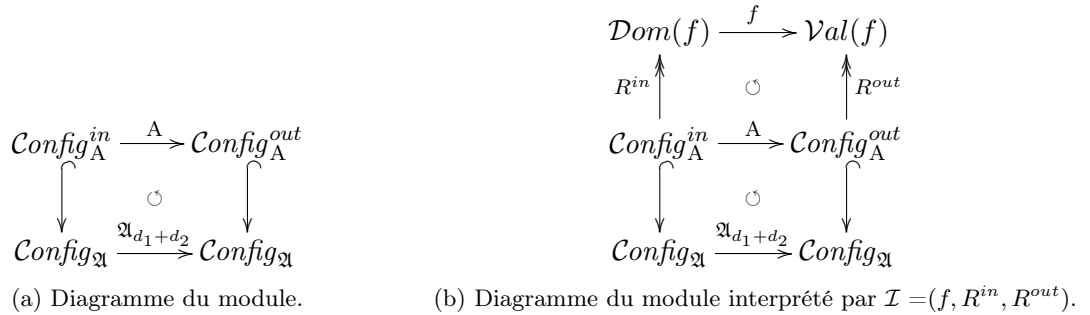 𝒟om(f) f 𝒱al(f)
R^{in} ↺ R^{out}
𝒞onfig_A^{in} A 𝒞onfig_A^{out}
↺
𝒞onfig_𝔄 𝔄_{d_1+d_2} 𝒞onfig_𝔄
(a) Diagramme du module.
𝒞onfig_A^{in} A 𝒞onfig_A^{out}
↺
𝒞onfig_𝔄 𝔄_{d_1+d_2} 𝒞onfig_𝔄
(b) Diagramme du module interprété par ℐ =(f, R^{in}, R^{out}).